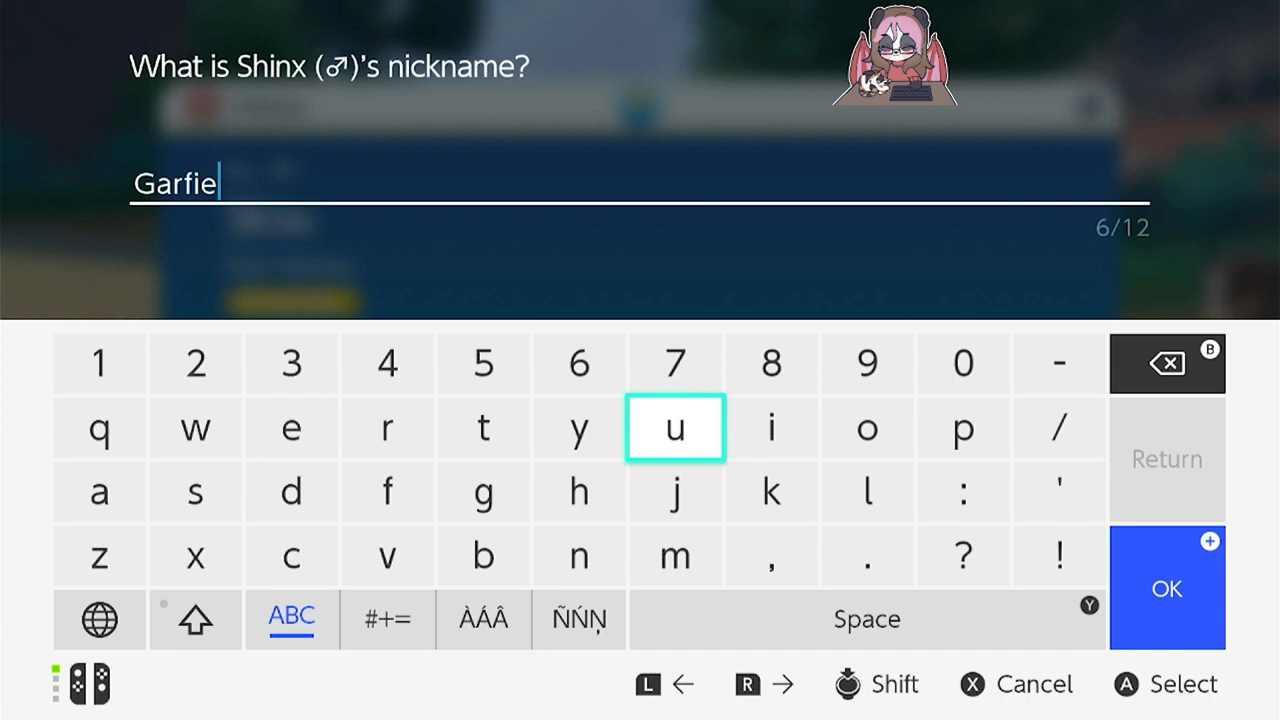 What is Shinx (♂)'s nickname?
Garfie
6/12
1 2 3 4 5 6 7 8 9 0 - B
q w e r t y u i o p /
Return
a s d f g h j k l : '
z x c v b n m , . ? ! +
OK
ABC #+= ÀÁÂ ÑŃŅ Space Y
L ← R → Shift X Cancel A Select